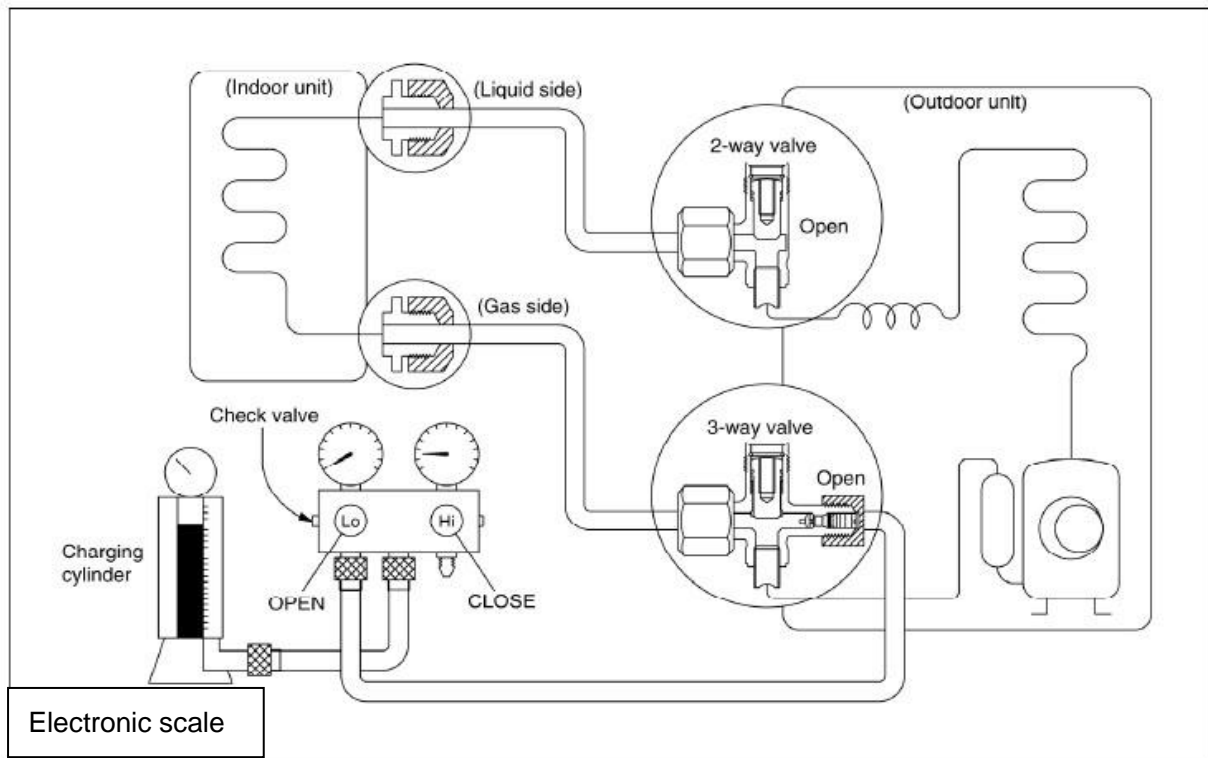 (Indoor unit)
(Liquid side)
(Outdoor unit)
2-way valve
Open
(Gas side)
Check valve
3-way valve
Open
Lo
Hi
Charging
cylinder
OPEN
CLOSE
Electronic scale